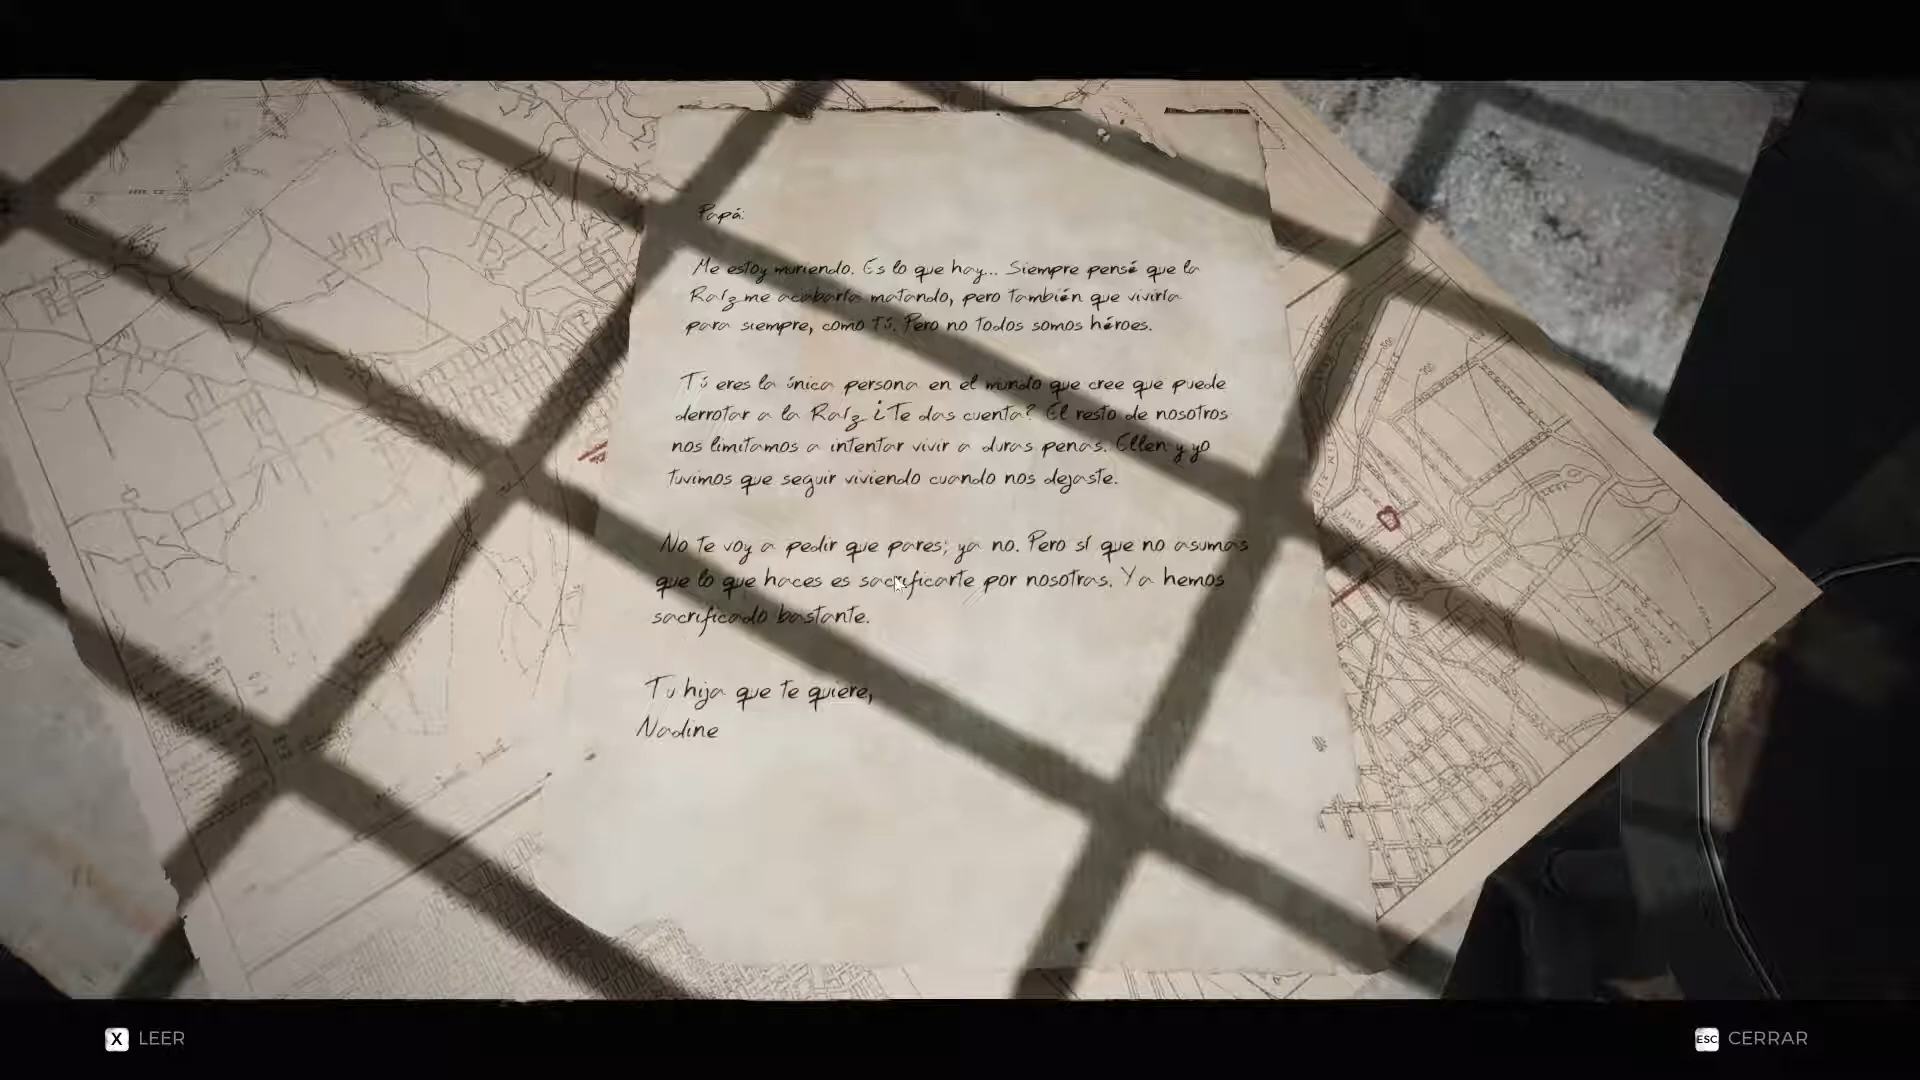 Papá:
Me estoy muriendo. Es lo que hay... Siempre pensé que la
Raíz me acabaría matando, pero también que viviría
para siempre, como tú. Pero no todos somos héroes.
Tú eres la única persona en el mundo que cree que puede
derrotar a la Raíz ¿Te das cuenta? El resto de nosotros
nos limitamos a intentar vivir a duras penas. Ellen y yo
tuvimos que seguir viviendo cuando nos dejaste.
No te voy a pedir que pares; ya no. Pero sí que no asumas
que lo que haces es sacrificarte por nosotras. Ya hemos
sacrificado bastante.
Tu hija que te quiere,
Nadine
X LEER
ESC CERRAR